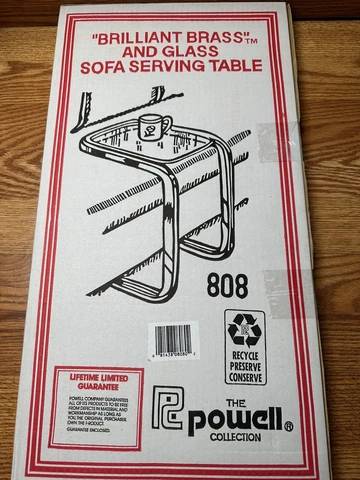 "BRILLIANT BRASS"™
AND GLASS
SOFA SERVING TABLE
808
RECYCLE
PRESERVE
CONSERVE
LIFETIME LIMITED
GUARANTEE
POWELL COMPANY GUARANTEES
ALL OF ITS PRODUCTS TO BE FREE
FROM DEFECTS IN MATERIAL AND
WORKMANSHIP AS LONG AS
YOU, THE ORIGINAL PURCHASER,
OWN THE PRODUCT.
GUARANTEE ENCLOSED.
THE
powell®
COLLECTION